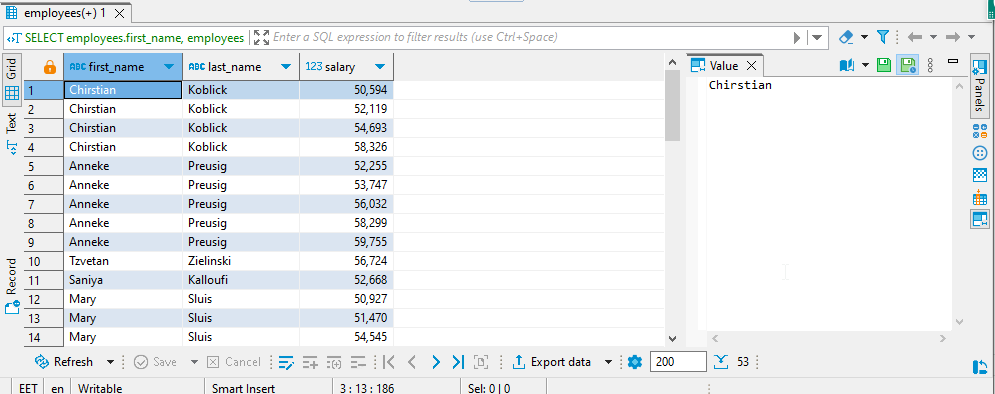 employees(+) 1
SELECT employees.first_name, employees Enter a SQL expression to filter results (use Ctrl+Space)
Grid
Text
Record
ABC first_name ABC last_name 123 salary
1 Chirstian Koblick 50,594
2 Chirstian Koblick 52,119
3 Chirstian Koblick 54,693
4 Chirstian Koblick 58,326
5 Anneke Preusig 52,255
6 Anneke Preusig 53,747
7 Anneke Preusig 56,032
8 Anneke Preusig 58,299
9 Anneke Preusig 59,755
10 Tzvetan Zielinski 56,724
11 Saniya Kalloufi 52,668
12 Mary Sluis 50,927
13 Mary Sluis 51,470
14 Mary Sluis 54,545
Value
Chirstian
Panels
Refresh Save Cancel Export data 200 53
EET en Writable Smart Insert 3 : 13 : 186 Sel: 0 | 0